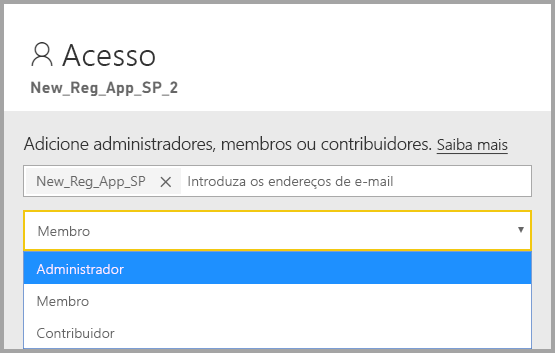 Acesso
New_Reg_App_SP_2
Adicione administradores, membros ou contribuidores. Saiba mais
New_Reg_App_SP Introduza os endereços de e-mail
Membro
Administrador
Membro
Contribuidor